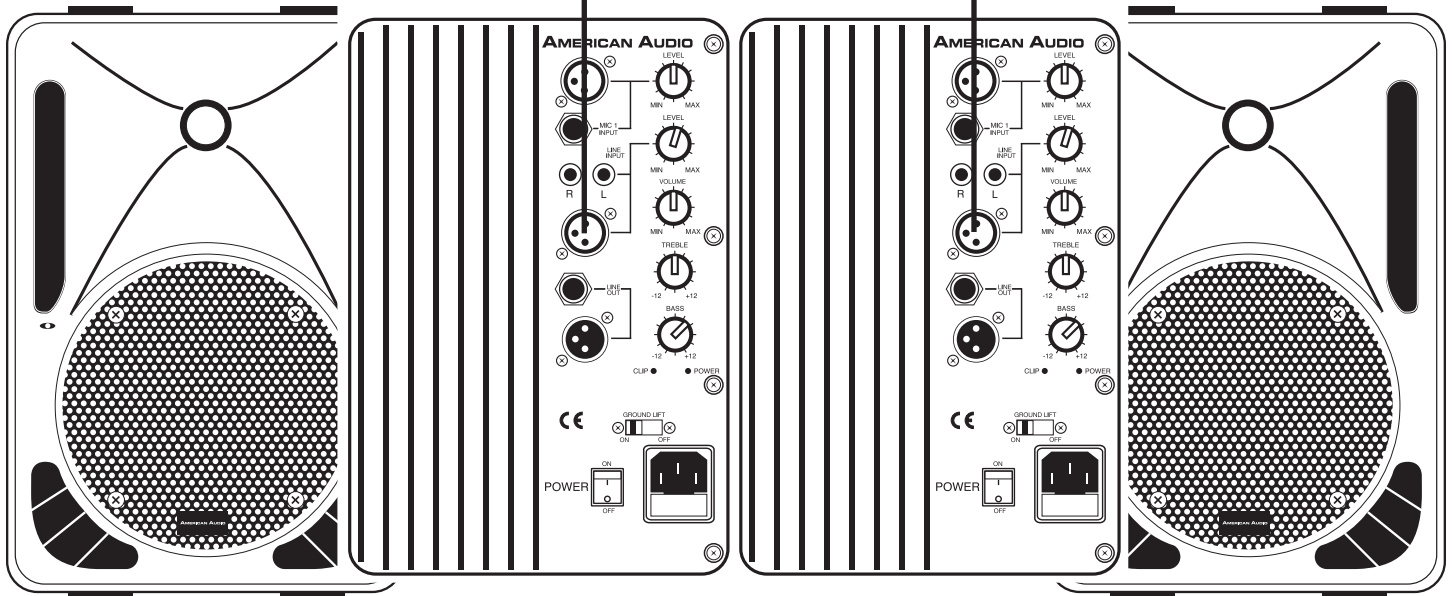 AMERICAN AUDIO
LEVEL
MIN MAX
MIC 1
INPUT
LEVEL
LINE
INPUT
MIN MAX
R L
VOLUME
MIN MAX
TREBLE
-12 +12
LINE
OUT
BASS
-12 +12
CLIP POWER
CE
GROUND LIFT
ON OFF
ON
POWER
OFF
AMERICAN AUDIO
LEVEL
MIN MAX
MIC 1
INPUT
LEVEL
LINE
INPUT
MIN MAX
R L
VOLUME
MIN MAX
TREBLE
-12 +12
LINE
OUT
BASS
-12 +12
CLIP POWER
CE
GROUND LIFT
ON OFF
ON
POWER
OFF
AMERICAN AUDIO
AMERICAN AUDIO